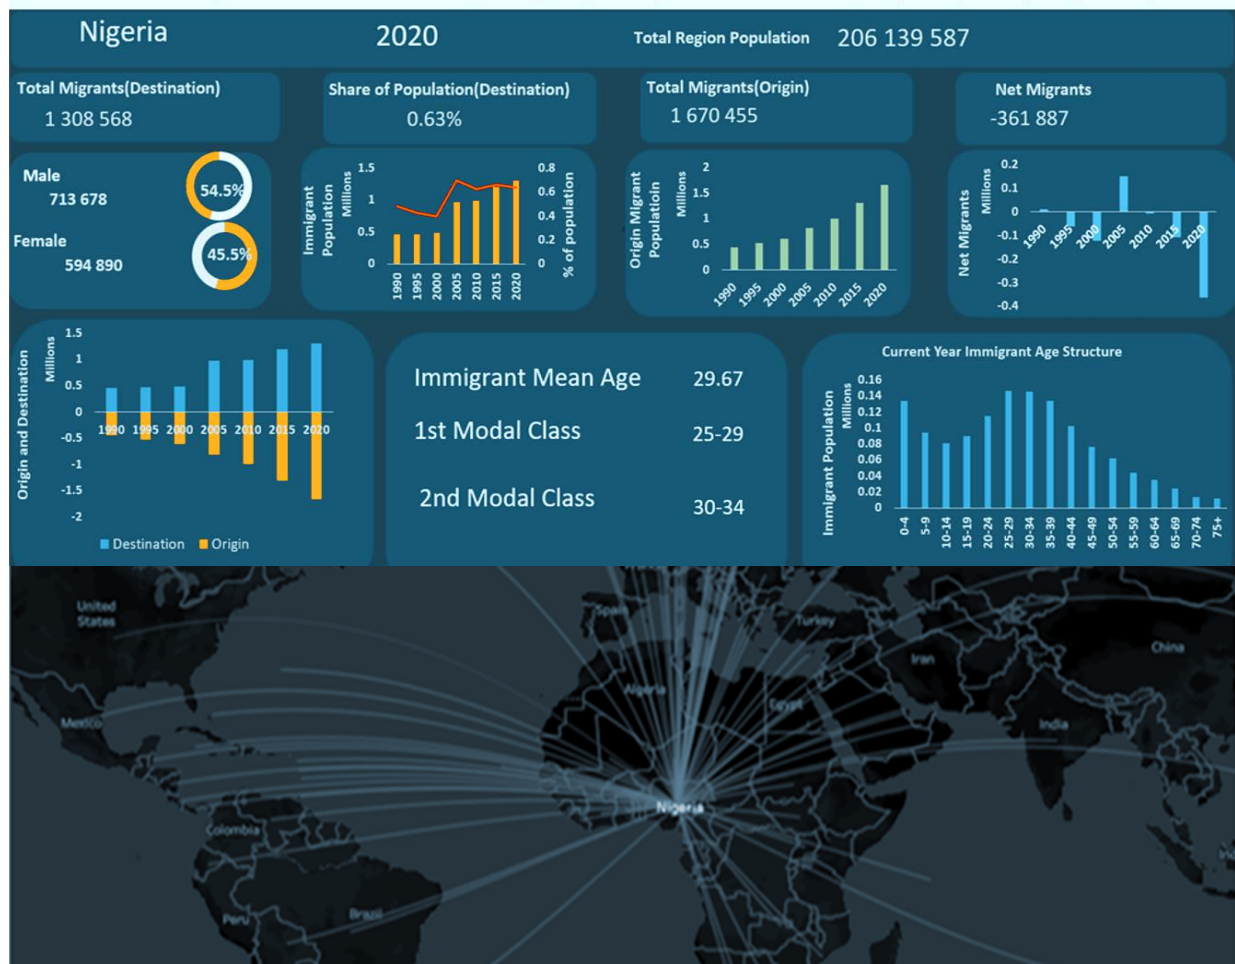 Nigeria
2020
Total Region Population
206 139 587
Total Migrants(Destination)
1 308 568
Share of Population(Destination)
0.63%
Total Migrants(Origin)
1 670 455
Net Migrants
-361 887
Male
713 678
54.5%
Female
594 890
45.5%
Immigrant
Population
Millions
1.5
1
0.5
0
0.8
0.6
0.4
0.2
0
% of population
1990
1995
2000
2005
2010
2015
2020
Origin Migrant
Populatioin
Millions
2
1.5
1
0.5
0
1990
1995
2000
2005
2010
2015
2020
Net Migrants
Millions
0.2
0.1
0
-0.1
-0.2
-0.3
-0.4
1990
1995
2000
2005
2010
2015
2020
Origin and Destination
Millions
1.5
1
0.5
0
-0.5
-1
-1.5
-2
1990 1995 2000 2005 2010 2015 2020
Destination
Origin
Immigrant Mean Age
29.67
1st Modal Class
25-29
2nd Modal Class
30-34
Current Year Immigrant Age Structure
Immigrant Population
Millions
0.16
0.14
0.12
0.1
0.08
0.06
0.04
0.02
0
0-4
5-9
10-14
15-19
20-24
25-29
30-34
35-39
40-44
45-49
50-54
55-59
60-64
65-69
70-74
75+
United
States
Spain
Turkey
China
Iran
Algeria
Egypt
Mexico
India
Nigeria
Colombia
Peru
Brazil